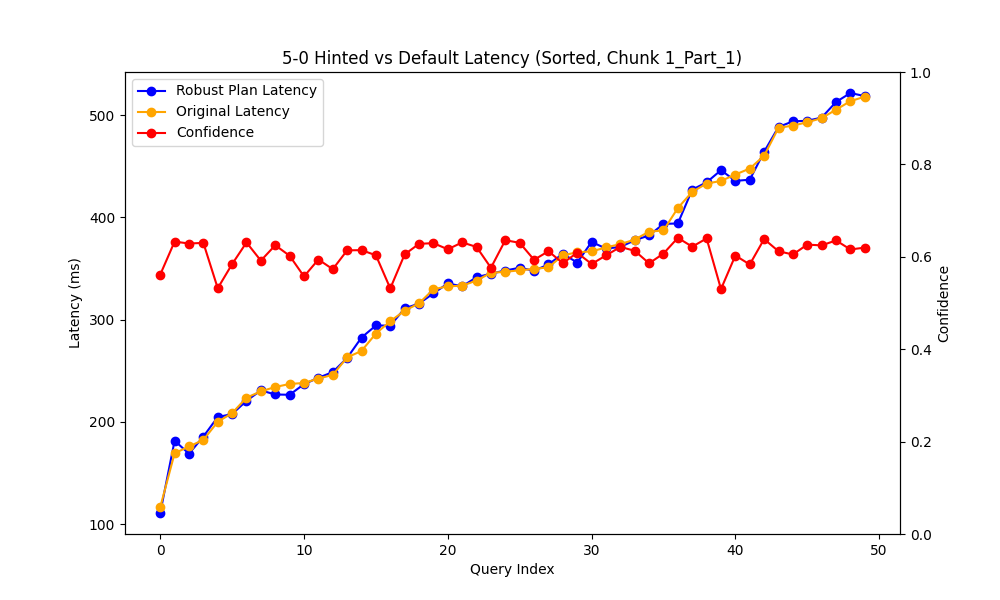 5-0 Hinted vs Default Latency (Sorted, Chunk 1_Part_1)
Robust Plan Latency
Original Latency
Confidence
Latency (ms)
500
400
300
200
100
0
10
20
30
40
50
Query Index
1.0
0.8
0.6
0.4
0.2
0.0
Confidence